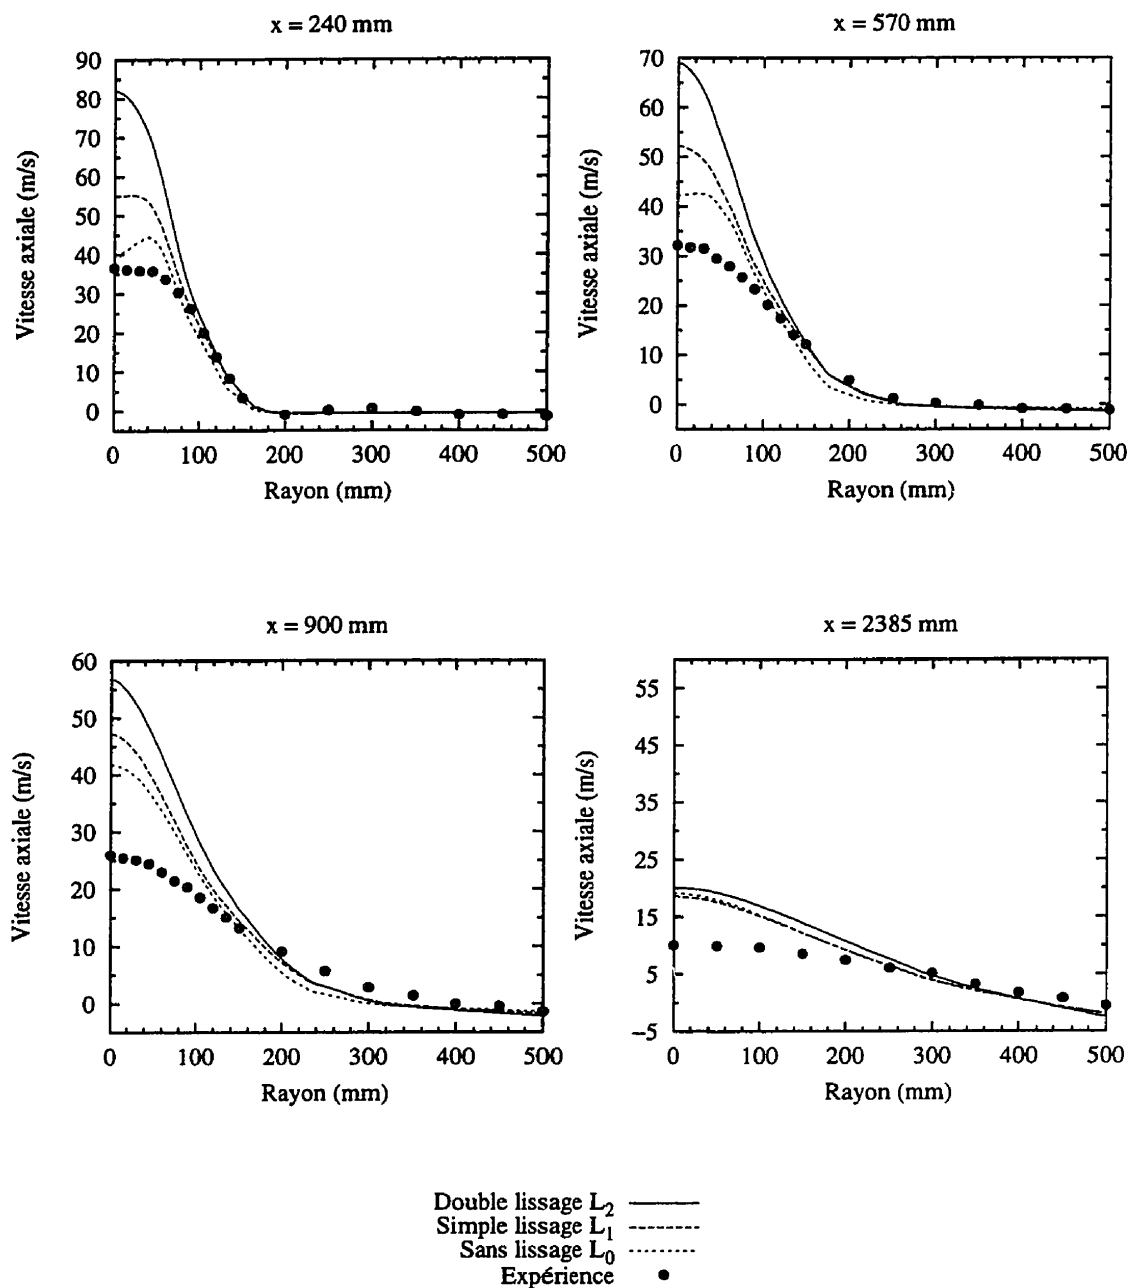 x = 240 mm
90
80
70
60
50
40
30
20
10
0
Vitesse axiale (m/s)
0 100 200 300 400 500
Rayon (mm)
x = 570 mm
70
60
50
40
30
20
10
0
Vitesse axiale (m/s)
0 100 200 300 400 500
Rayon (mm)
x = 900 mm
60
50
40
30
20
10
0
Vitesse axiale (m/s)
0 100 200 300 400 500
Rayon (mm)
x = 2385 mm
55
45
35
25
15
5
−5
Vitesse axiale (m/s)
0 100 200 300 400 500
Rayon (mm)
Double lissage L2
Simple lissage L1
Sans lissage L0
Expérience